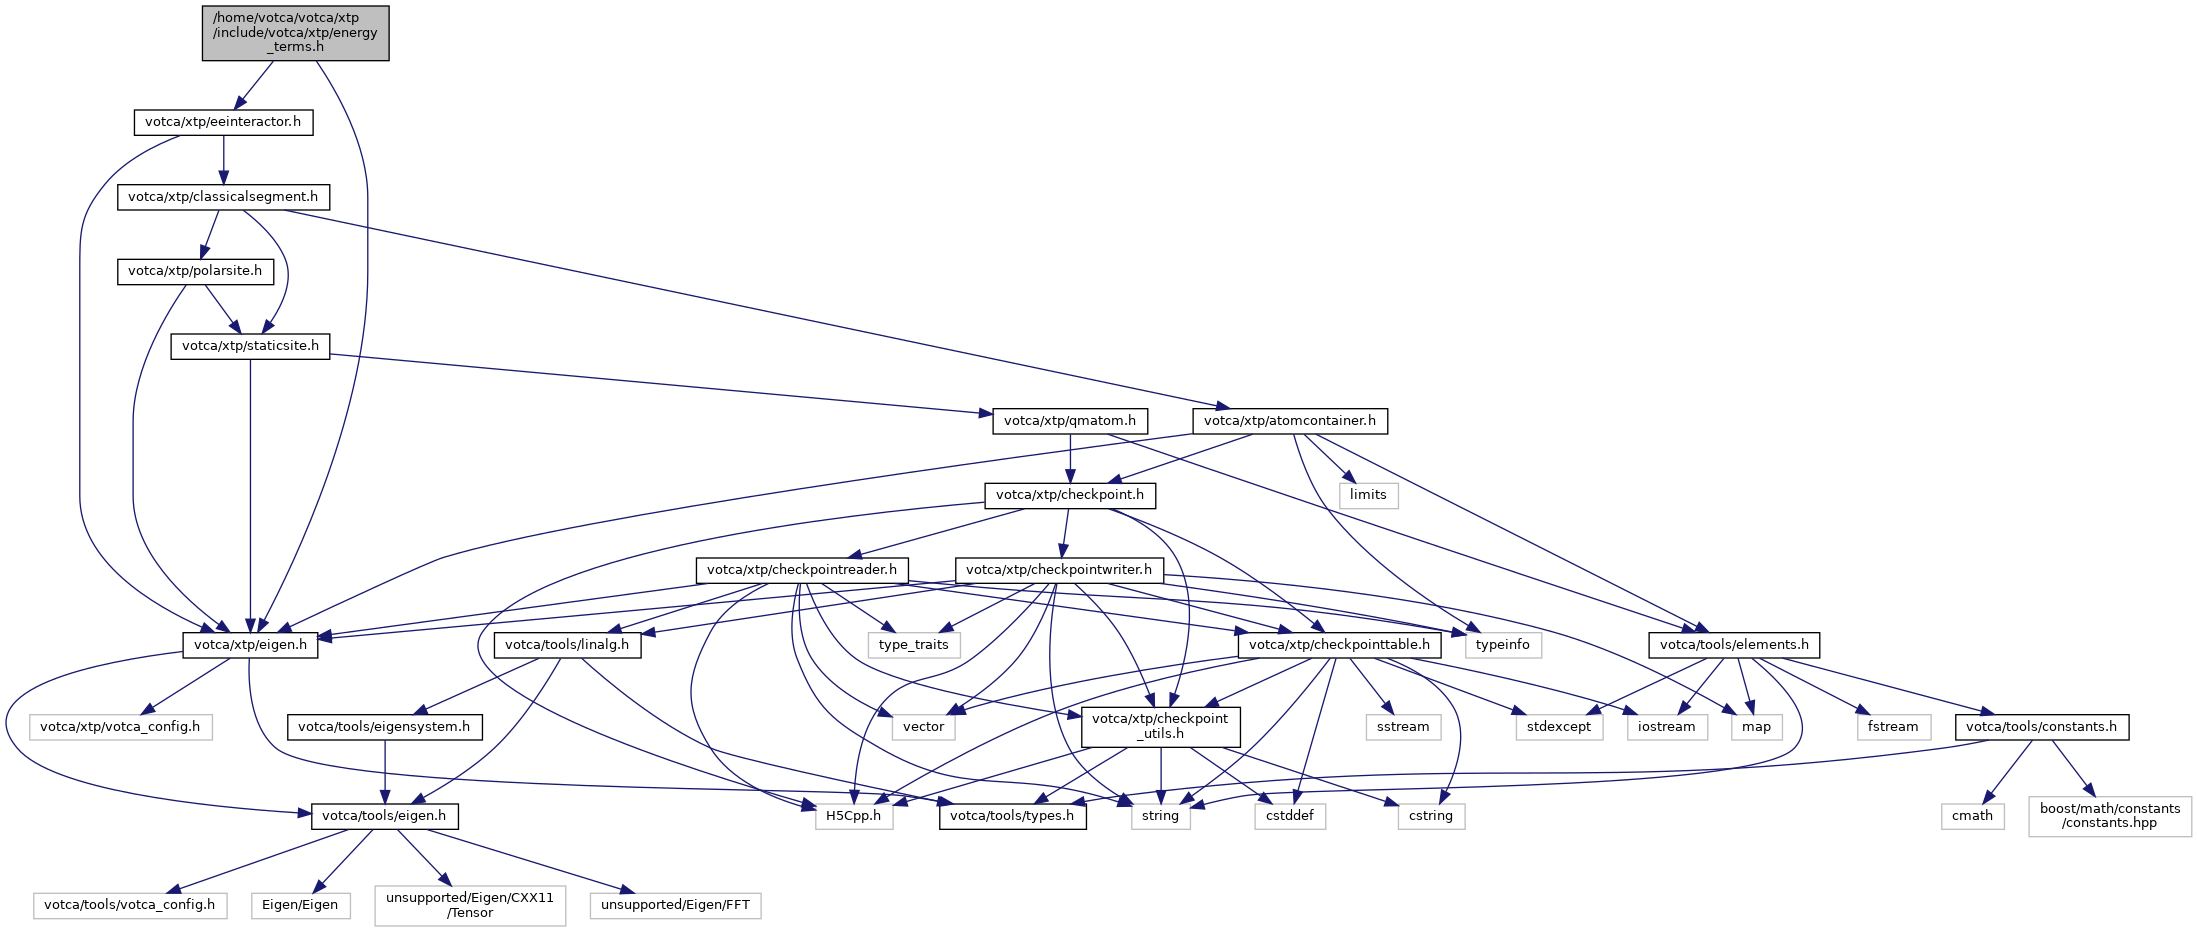 /home/votca/votca/xtp
/include/votca/xtp/energy
_terms.h
votca/xtp/eeinteractor.h
votca/xtp/classicalsegment.h
votca/xtp/polarsite.h
votca/xtp/staticsite.h
votca/xtp/qmatom.h
votca/xtp/atomcontainer.h
votca/xtp/checkpoint.h
limits
votca/xtp/checkpointreader.h
votca/xtp/checkpointwriter.h
votca/xtp/eigen.h
votca/tools/linalg.h
type_traits
votca/xtp/checkpointtable.h
typeinfo
votca/tools/elements.h
votca/xtp/votca_config.h
votca/tools/eigensystem.h
vector
votca/xtp/checkpoint
_utils.h
sstream
stdexcept
iostream
map
fstream
votca/tools/constants.h
votca/tools/eigen.h
H5Cpp.h
votca/tools/types.h
string
cstddef
cstring
cmath
boost/math/constants
/constants.hpp
votca/tools/votca_config.h
Eigen/Eigen
unsupported/Eigen/CXX11
/Tensor
unsupported/Eigen/FFT